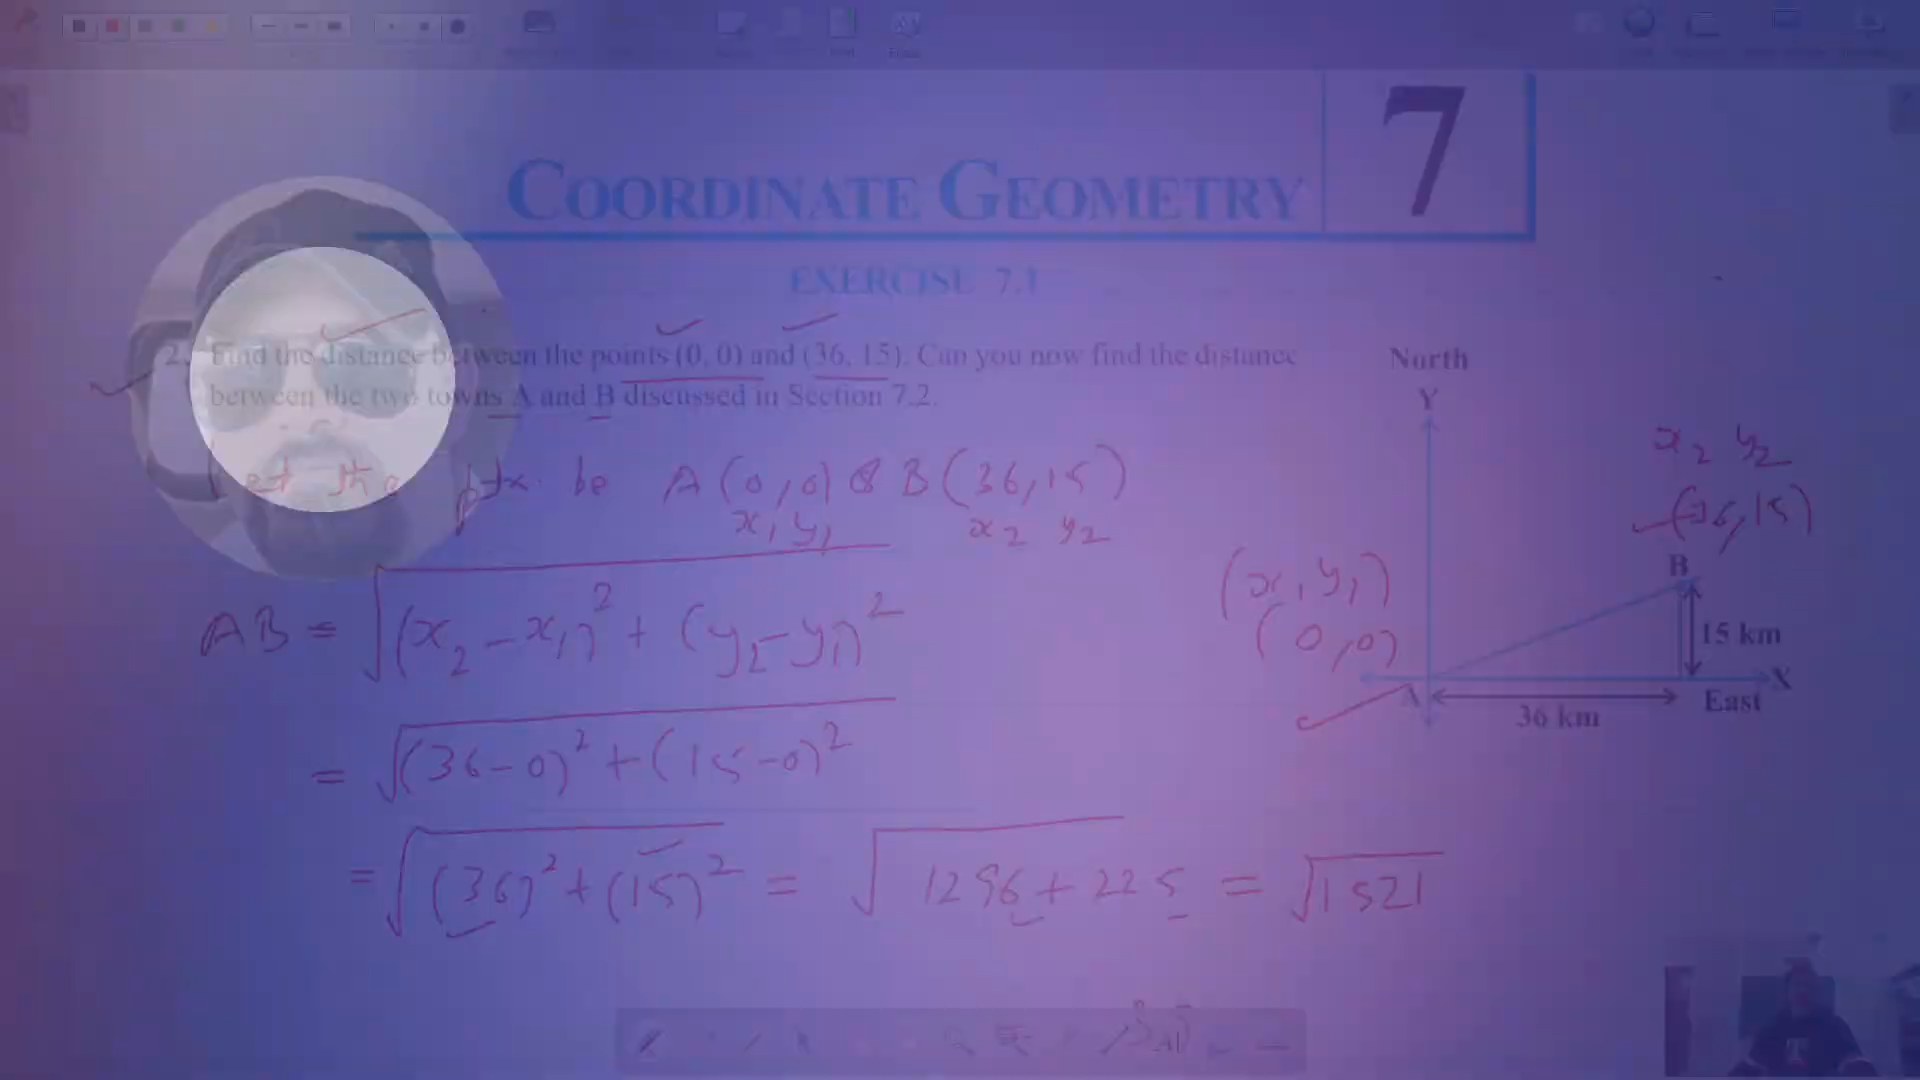 7
COORDINATE GEOMETRY
EXERCISE 7.1
2. Find the distance between the points (0, 0) and (36, 15). Can you now find the distance
between the two towns A and B discussed in Section 7.2.
Let the pts. be A(0,0) & B(36,15)
x₁ y₁ x₂ y₂
AB = √(x₂-x₁)² + (y₂-y₁)²
= √(36-0)² + (15-0)²
= √(36)² + (15)² = √1296+225 = √1521
North
Y
x₂ y₂
(36,15)
B
(x₁ y₁)
(0,0)
15 km
A
X
36 km
East